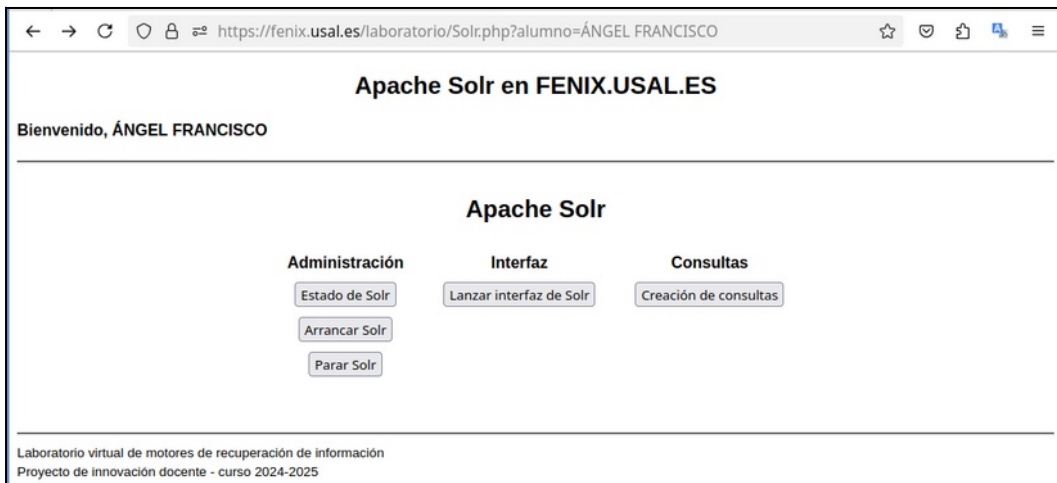 https://fenix.usal.es/laboratorio/Solr.php?alumno=ÁNGEL FRANCISCO
Apache Solr en FENIX.USAL.ES
Bienvenido, ÁNGEL FRANCISCO
Apache Solr
Administración Interfaz Consultas
Estado de Solr Lanzar interfaz de Solr Creación de consultas
Arrancar Solr
Parar Solr
Laboratorio virtual de motores de recuperación de información
Proyecto de innovación docente - curso 2024-2025